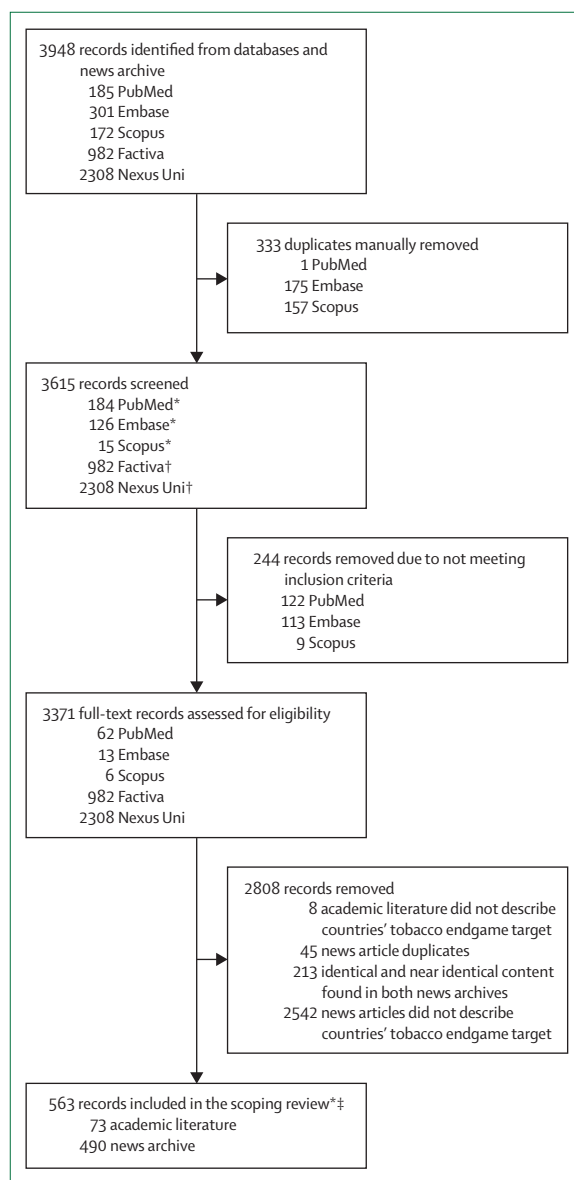 3948 records identified from databases and
news archive
185 PubMed
301 Embase
172 Scopus
982 Factiva
2308 Nexus Uni
333 duplicates manually removed
1 PubMed
175 Embase
157 Scopus
3615 records screened
184 PubMed*
126 Embase*
15 Scopus*
982 Factiva†
2308 Nexus Uni†
244 records removed due to not meeting
inclusion criteria
122 PubMed
113 Embase
9 Scopus
3371 full-text records assessed for eligibility
62 PubMed
13 Embase
6 Scopus
982 Factiva
2308 Nexus Uni
2808 records removed
8 academic literature did not describe
countries' tobacco endgame target
45 news article duplicates
213 identical and near identical content
found in both news archives
2542 news articles did not describe
countries' tobacco endgame target
563 records included in the scoping review*‡
73 academic literature
490 news archive